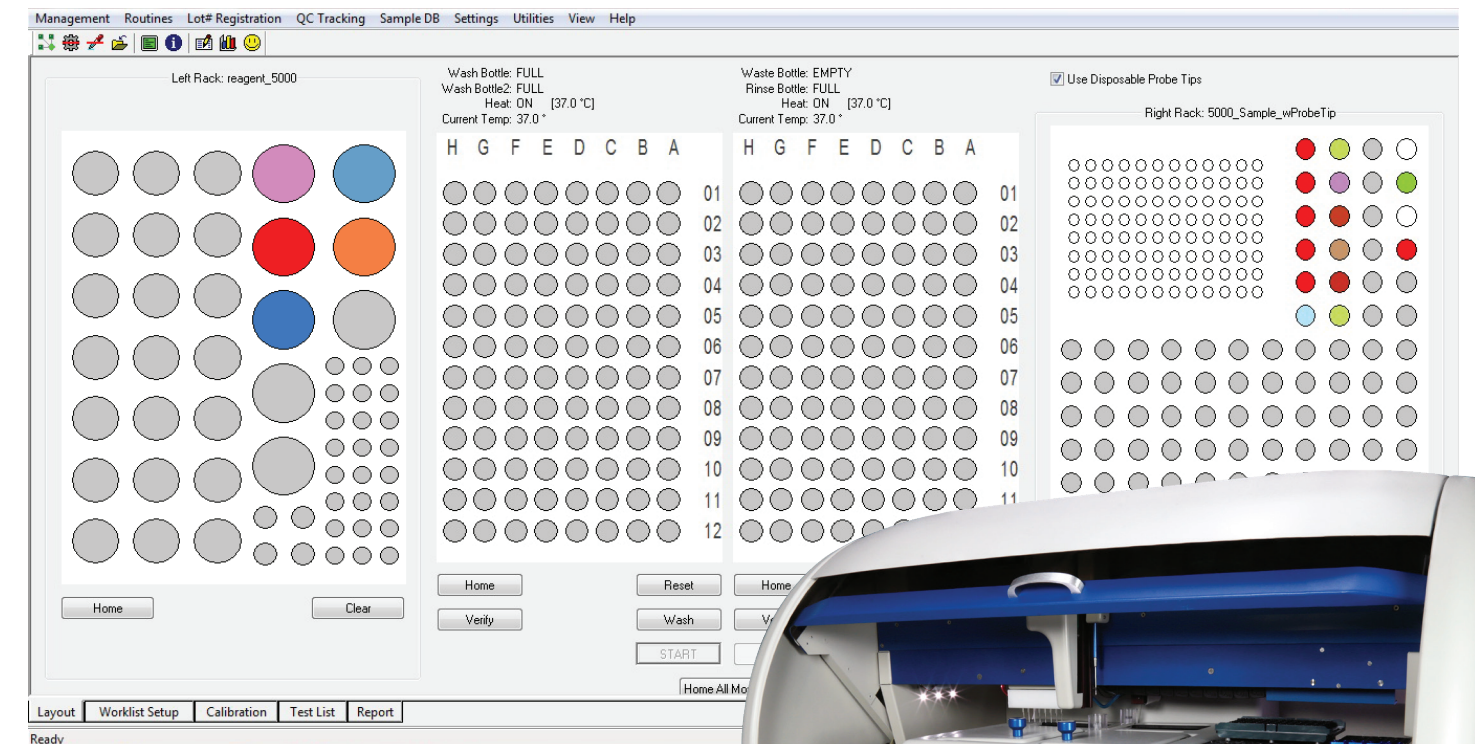 Management Routines Lot# Registration QC Tracking Sample DB Settings Utilities View Help
Left Rack: reagent_5000
Home
Clear
Wash Bottle: FULL
Wash Bottle2: FULL
Heat: ON [37.0 °C]
Current Temp: 37.0 °
H G F E D C B A
01
02
03
04
05
06
07
08
09
10
11
12
Home
Reset
Verify
Wash
START
Waste Bottle: EMPTY
Rinse Bottle: FULL
Heat: ON [37.0 °C]
Current Temp: 37.0 °
H G F E D C B A
01
02
03
04
05
06
07
08
09
10
11
Home
Home All
Use Disposable Probe Tips
Right Rack: 5000_Sample_wProbeTip
Layout Worklist Setup Calibration Test List Report
Ready